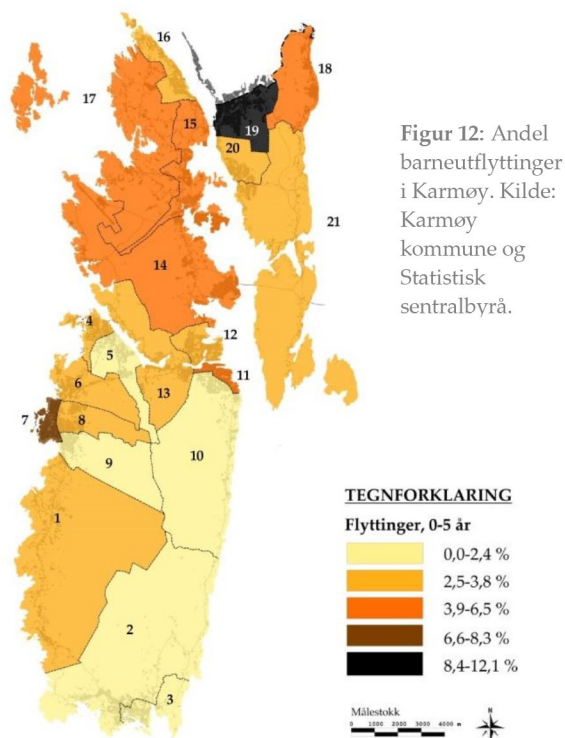 16
17
18
15
19
20
Figur 12: Andel
barneutflyttinger
i Karmøy. Kilde:
Karmøy
kommune og
Statistisk
sentralbyrå.
21
14
4
12
5
11
6
13
7
8
10
9
1
2
3
TEGNFORKLARING
Flyttinger, 0-5 år
0,0-2,4 %
2,5-3,8 %
3,9-6,5 %
6,6-8,3 %
8,4-12,1 %
Målestokk
0 1000 2000 3000 4000 m
N